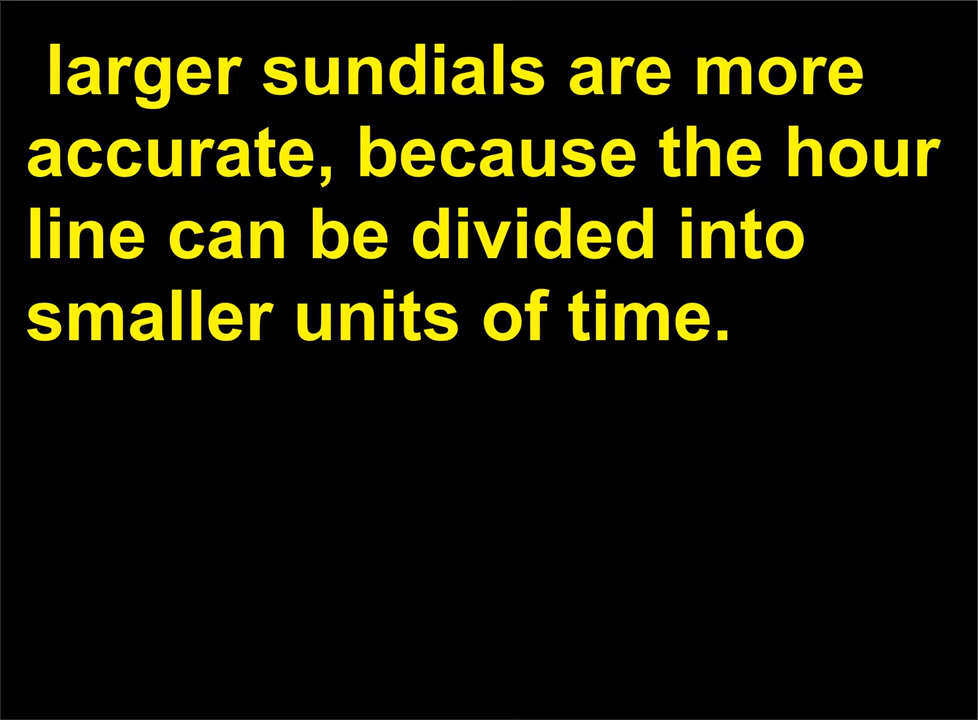 larger sundials are more
accurate, because the hour
line can be divided into
smaller units of time.